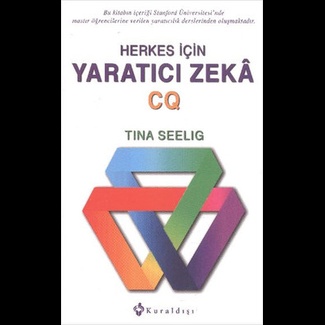 Bu kitabın içeriği Stanford Üniversitesi'nde
master öğrencilerine verilen yaratıcılık derslerinden oluşmaktadır.
HERKES İÇİN
YARATICI ZEKÂ
CQ
TINA SEELIG
Kuraldışı